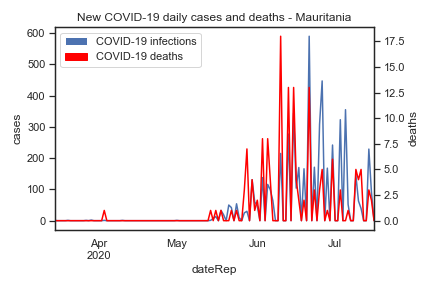 New COVID-19 daily cases and deaths - Mauritania
COVID-19 infections
COVID-19 deaths
600
500
400
300
200
100
0
cases
17.5
15.0
12.5
10.0
7.5
5.0
2.5
0.0
deaths
Apr
2020
May
Jun
Jul
dateRep